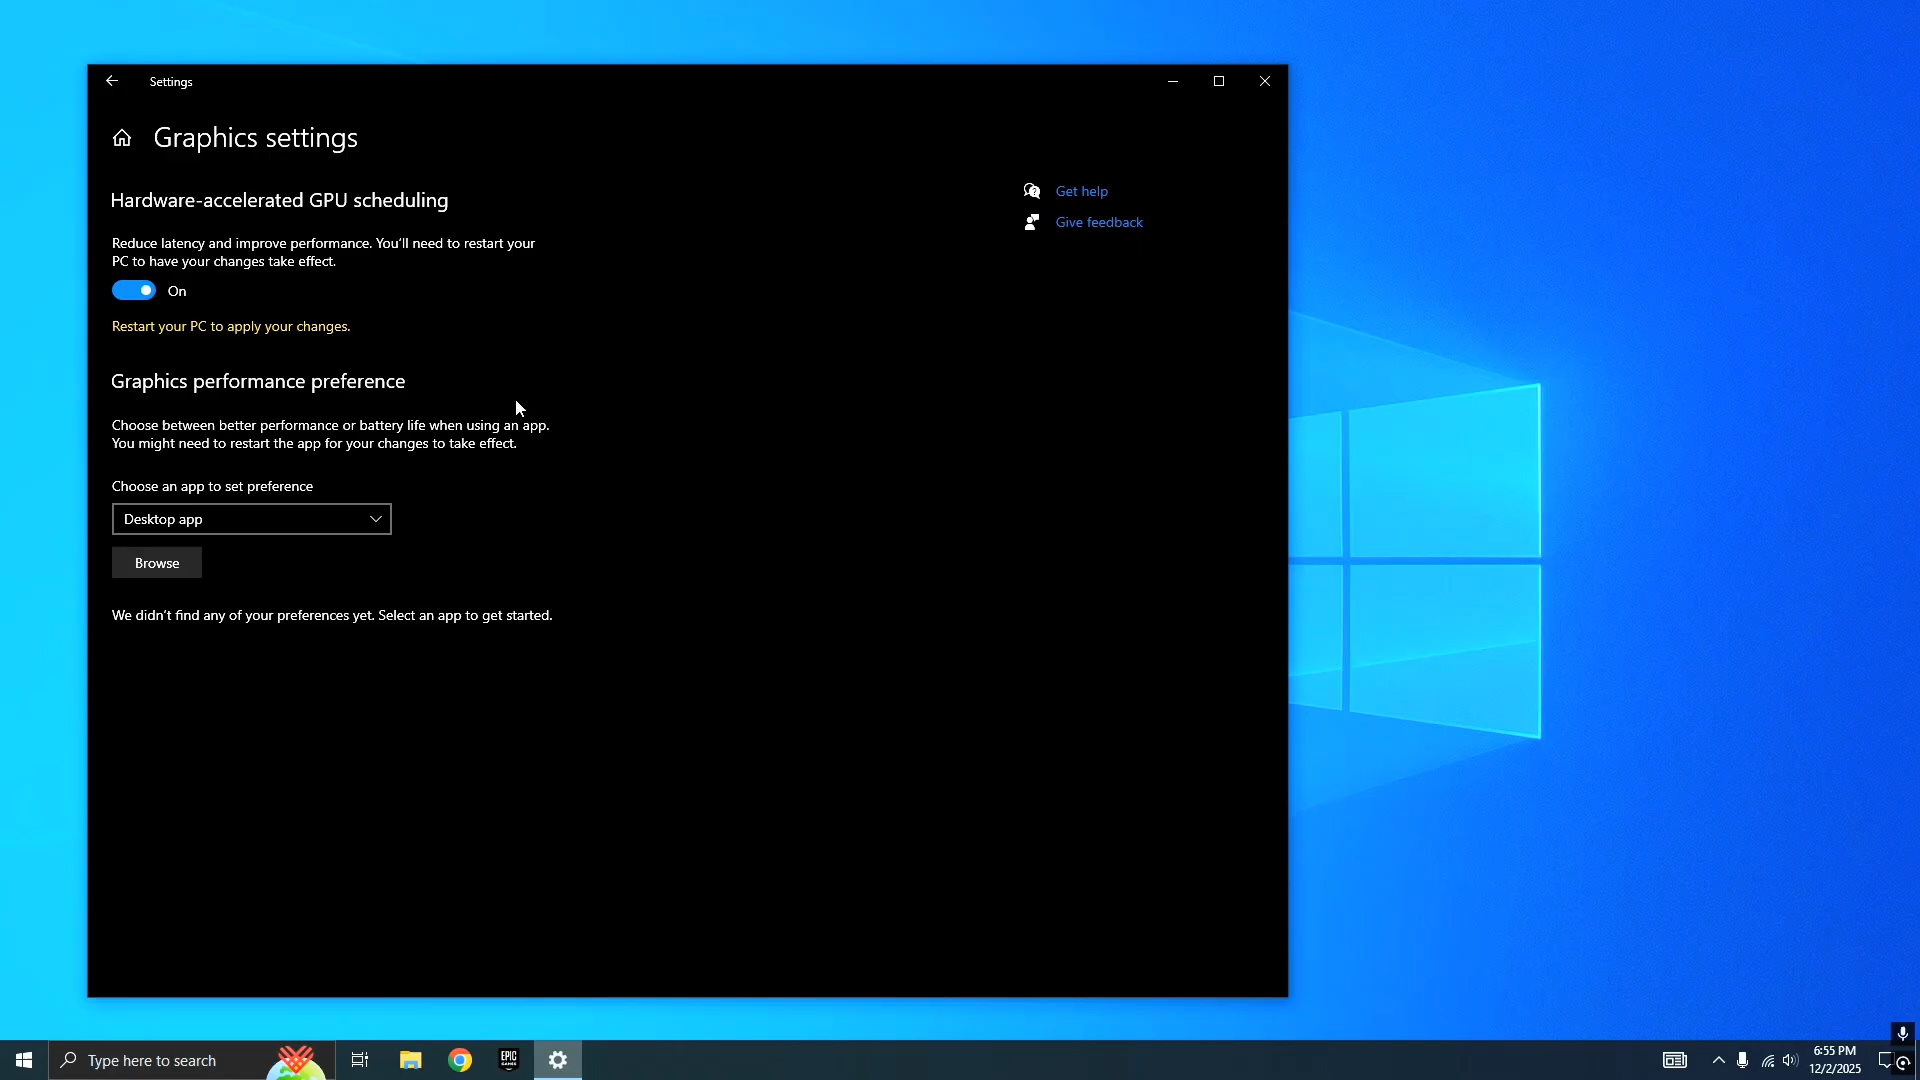 Settings
Graphics settings
Hardware-accelerated GPU scheduling
Reduce latency and improve performance. You'll need to restart your
PC to have your changes take effect.
On
Restart your PC to apply your changes.
Graphics performance preference
Choose between better performance or battery life when using an app.
You might need to restart the app for your changes to take effect.
Choose an app to set preference
Desktop app
Browse
We didn't find any of your preferences yet. Select an app to get started.
Get help
Give feedback
Type here to search
EPIC
GAMES
6:55 PM
12/2/2025